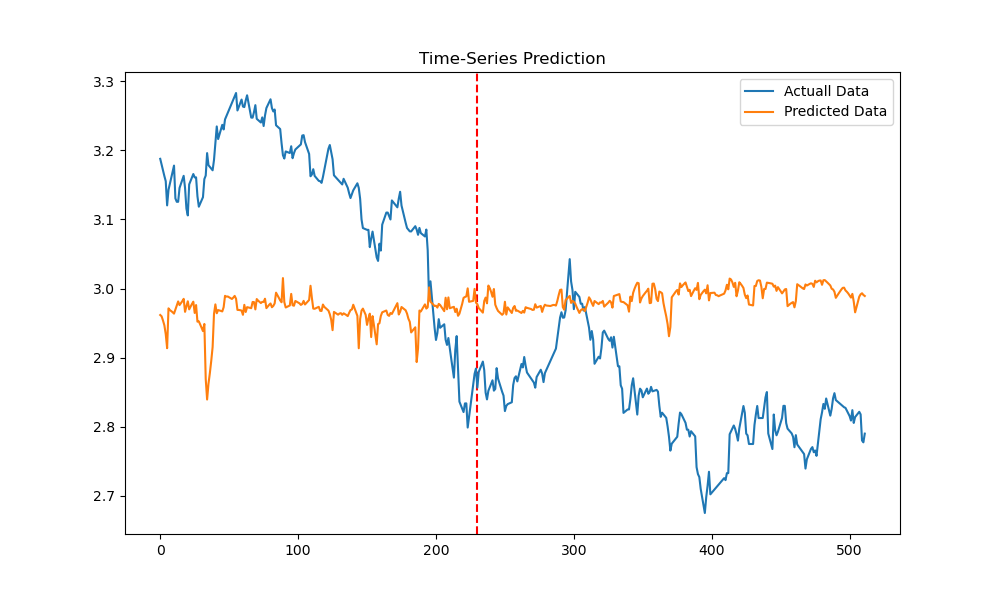 Time-Series Prediction
Actuall Data
Predicted Data
3.3
3.2
3.1
3.0
2.9
2.8
2.7
0 100 200 300 400 500